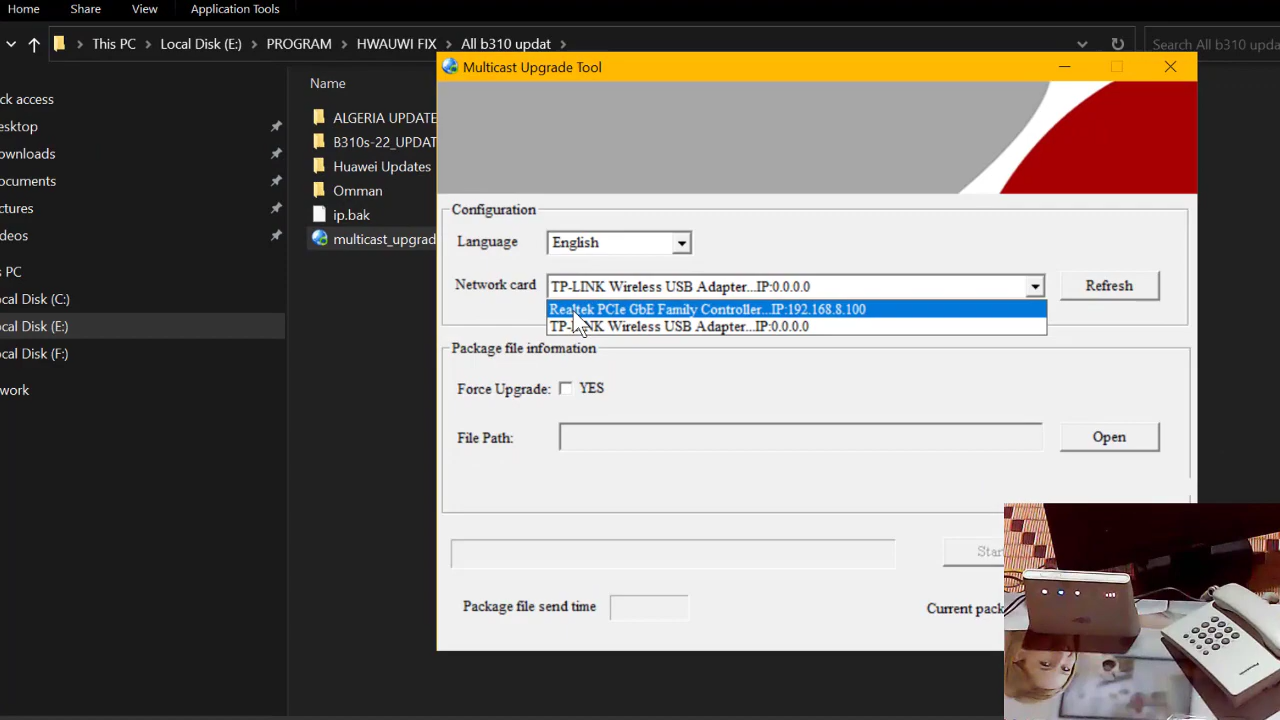 Home Share View Application Tools
This PC Local Disk (E:) PROGRAM HWAUWI FIX All b310 updat Search All b310 upda
Multicast Upgrade Tool
Name
ck access
esktop
ownloads
ocuments
ctures
deos
PC
cal Disk (C:)
cal Disk (E:)
cal Disk (F:)
work
ALGERIA UPDATE
B310s-22_UPDAT
Huawei Updates
Omman
ip.bak
multicast_upgrad
Configuration
Language English
Network card TP-LINK Wireless USB Adapter...IP:0.0.0.0 Refresh
Realtek PCIe GbE Family Controller...IP:192.168.8.100
TP-LINK Wireless USB Adapter...IP:0.0.0.0
Package file information
Force Upgrade: YES
File Path: Open
Start
Package file send time Current pack